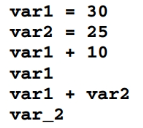 var1 = 30
var2 = 25
var1 + 10
var1
var1 + var2
var_2